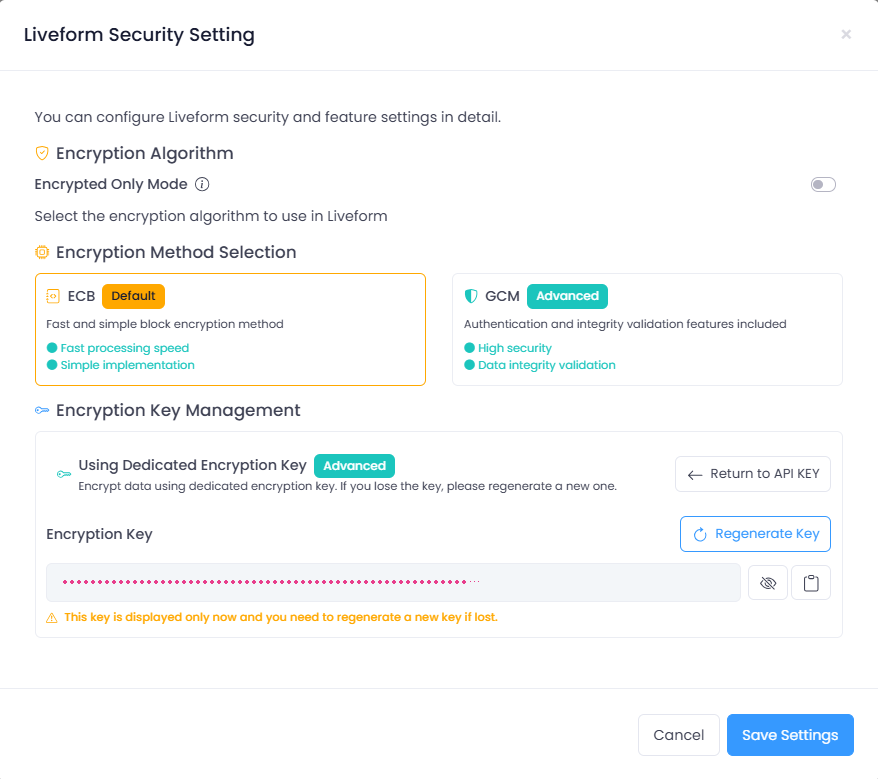 Liveform Security Setting
You can configure Liveform security and feature settings in detail.
Encryption Algorithm
Encrypted Only Mode
Select the encryption algorithm to use in Liveform
Encryption Method Selection
ECB Default
Fast and simple block encryption method
Fast processing speed
Simple implementation
GCM Advanced
Authentication and integrity validation features included
High security
Data integrity validation
Encryption Key Management
Using Dedicated Encryption Key Advanced
Encrypt data using dedicated encryption key. If you lose the key, please regenerate a new one.
Return to API KEY
Encryption Key
Regenerate Key
This key is displayed only now and you need to regenerate a new key if lost.
Cancel
Save Settings